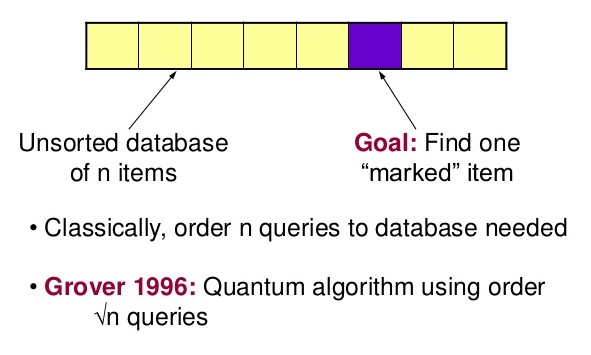 Unsorted database
of n items
Goal: Find one
“marked” item
• Classically, order n queries to database needed
• Grover 1996: Quantum algorithm using order
√n queries